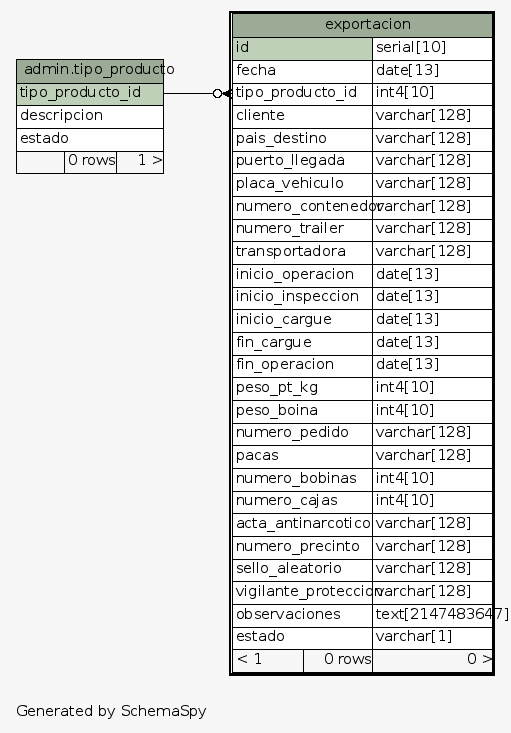 exportacion
id serial[10]
admin.tipo_producto
fecha date[13]
tipo_producto_id
tipo_producto_id int4[10]
descripcion
cliente varchar[128]
estado
pais_destino varchar[128]
0 rows 1 >
puerto_llegada varchar[128]
placa_vehiculo varchar[128]
numero_contenedor varchar[128]
numero_trailer varchar[128]
transportadora varchar[128]
inicio_operacion date[13]
inicio_inspeccion date[13]
inicio_cargue date[13]
fin_cargue date[13]
fin_operacion date[13]
peso_pt_kg int4[10]
peso_boina int4[10]
numero_pedido varchar[128]
pacas varchar[128]
numero_bobinas int4[10]
numero_cajas int4[10]
acta_antinarcotico varchar[128]
numero_precinto varchar[128]
sello_aleatorio varchar[128]
vigilante_proteccion varchar[128]
observaciones text[2147483647]
estado varchar[1]
< 1 0 rows 0 >
Generated by SchemaSpy